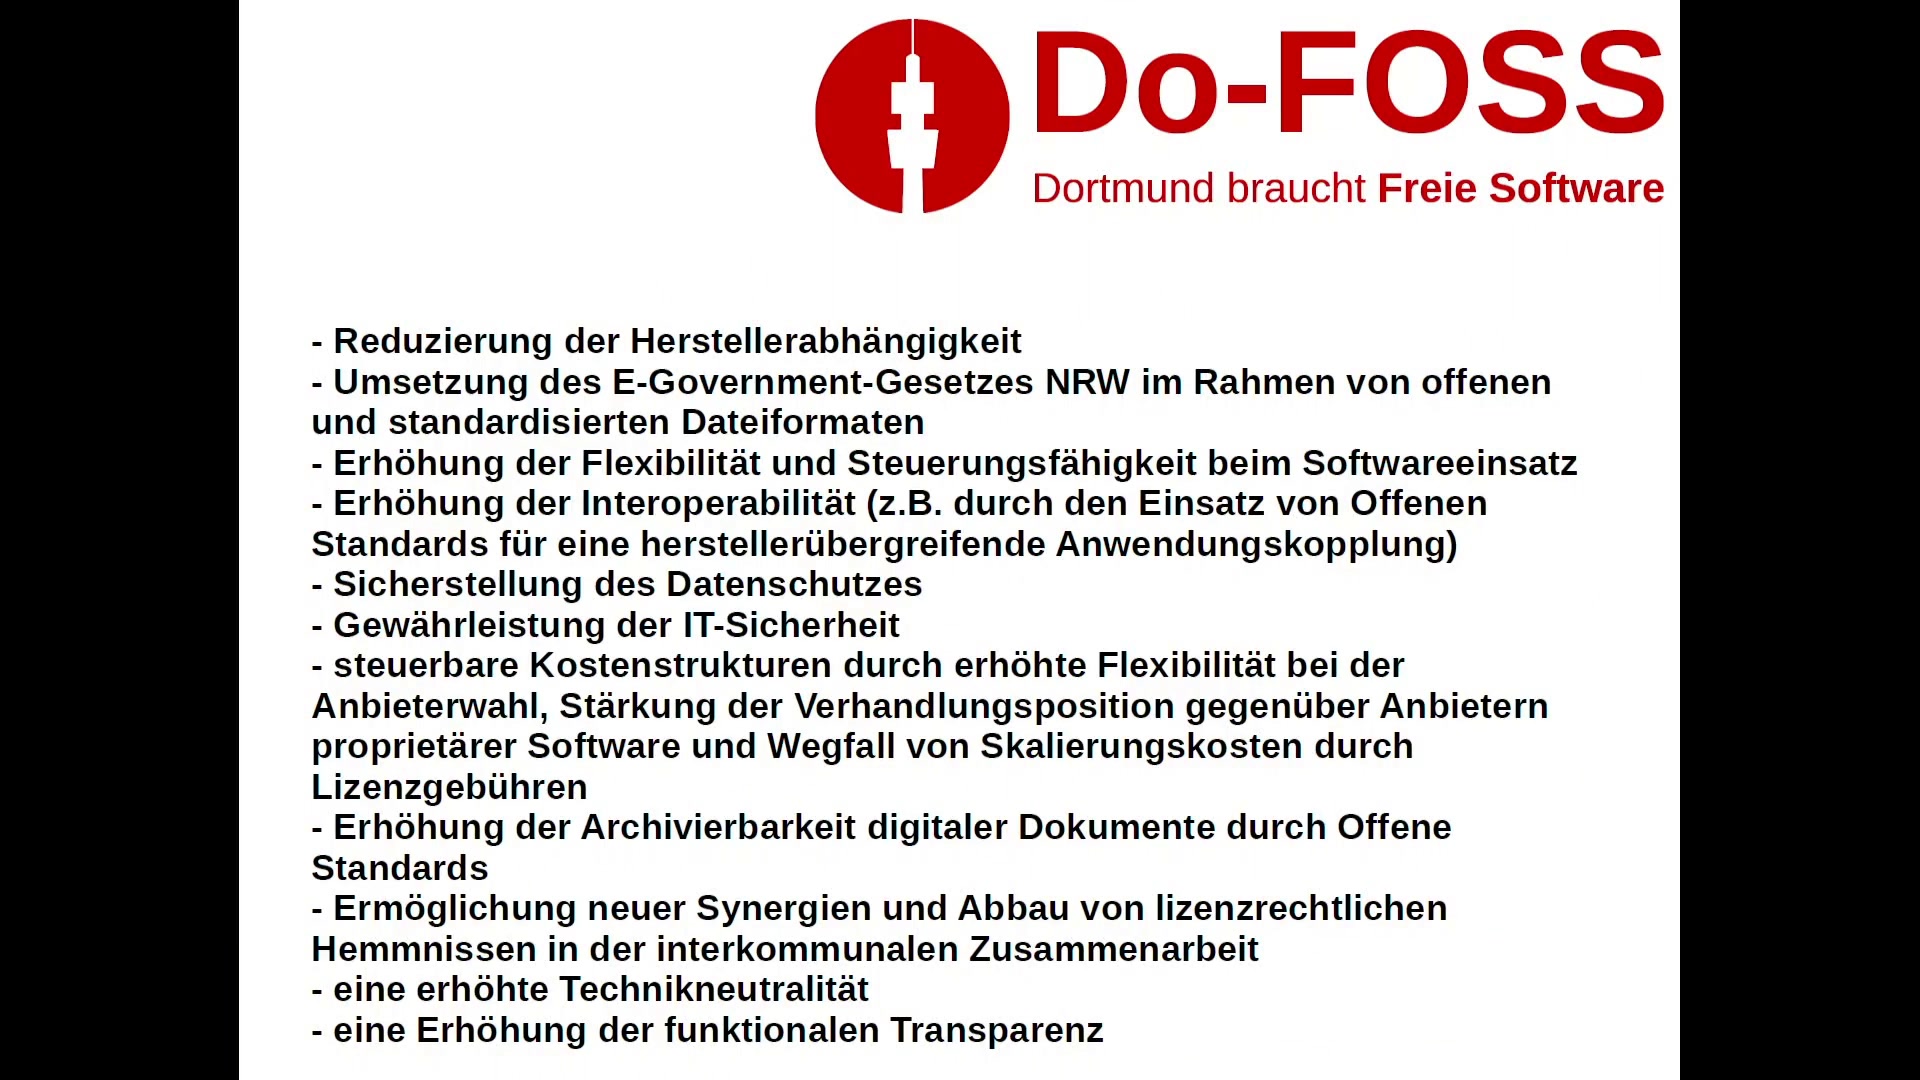 Do-FOSS
Dortmund braucht Freie Software
- Reduzierung der Herstellerabhängigkeit
- Umsetzung des E-Government-Gesetzes NRW im Rahmen von offenen
und standardisierten Dateiformaten
- Erhöhung der Flexibilität und Steuerungsfähigkeit beim Softwareeinsatz
- Erhöhung der Interoperabilität (z.B. durch den Einsatz von Offenen
Standards für eine herstellerübergreifende Anwendungskopplung)
- Sicherstellung des Datenschutzes
- Gewährleistung der IT-Sicherheit
- steuerbare Kostenstrukturen durch erhöhte Flexibilität bei der
Anbieterwahl, Stärkung der Verhandlungsposition gegenüber Anbietern
proprietärer Software und Wegfall von Skalierungskosten durch
Lizenzgebühren
- Erhöhung der Archivierbarkeit digitaler Dokumente durch Offene
Standards
- Ermöglichung neuer Synergien und Abbau von lizenzrechtlichen
Hemmnissen in der interkommunalen Zusammenarbeit
- eine erhöhte Technikneutralität
- eine Erhöhung der funktionalen Transparenz